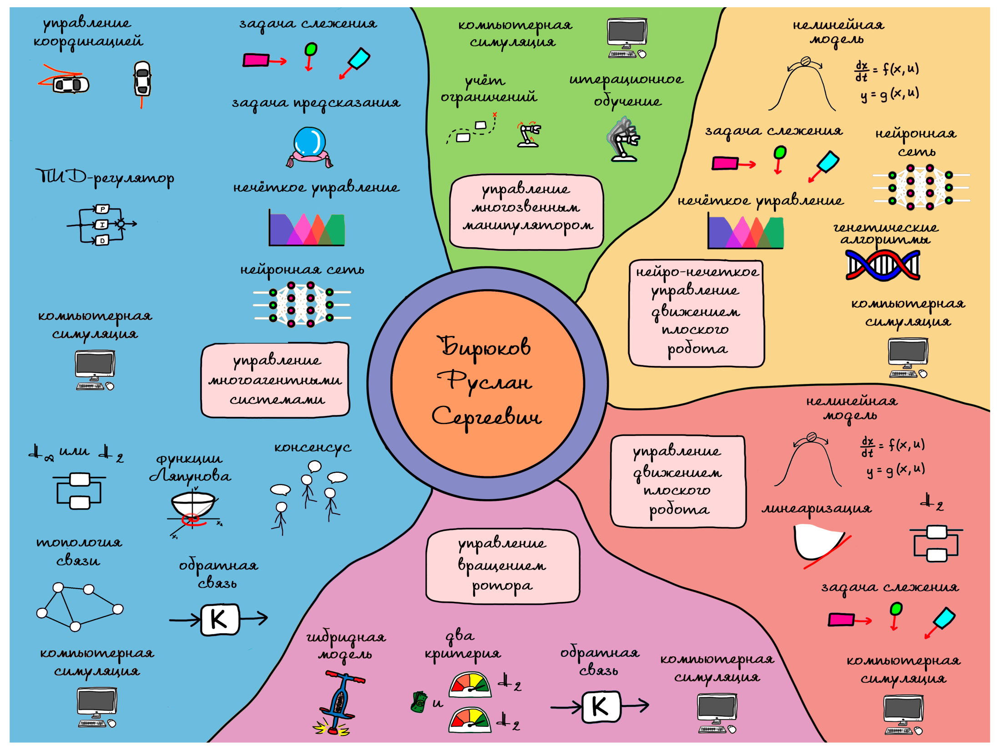 управление
координацией
задача слежения
задача предсказания
ПИД-регулятор
P
I
D
нечёткое управление
нейронная сеть
компьютерная
симуляция
управление
многоагентными
системами
H∞ или H2
функции
Ляпунова
V
x2
x1
консенсус
топология
связи
обратная
связь
K
компьютерная
симуляция
компьютерная
симуляция
учёт
ограничений
x
итерационное
обучение
управление
многозвенным
манипулятором
нелинейная
модель
dx/dt = f(x, u)
y = g(x, u)
задача слежения
нейронная
сеть
нечёткое управление
генетические
алгоритмы
нейро-нечеткое
управление
движением
плоского
робота
компьютерная
симуляция
Бирюков
Руслан
Сергеевич
нелинейная
модель
dx/dt = f(x, u)
y = g(x, u)
управление
движением
плоского
робота
линеаризация
H2
задача слежения
компьютерная
симуляция
управление
вращением
ротора
гибридная
модель
два
критерия
и
H2
H2
обратная
связь
K
компьютерная
симуляция